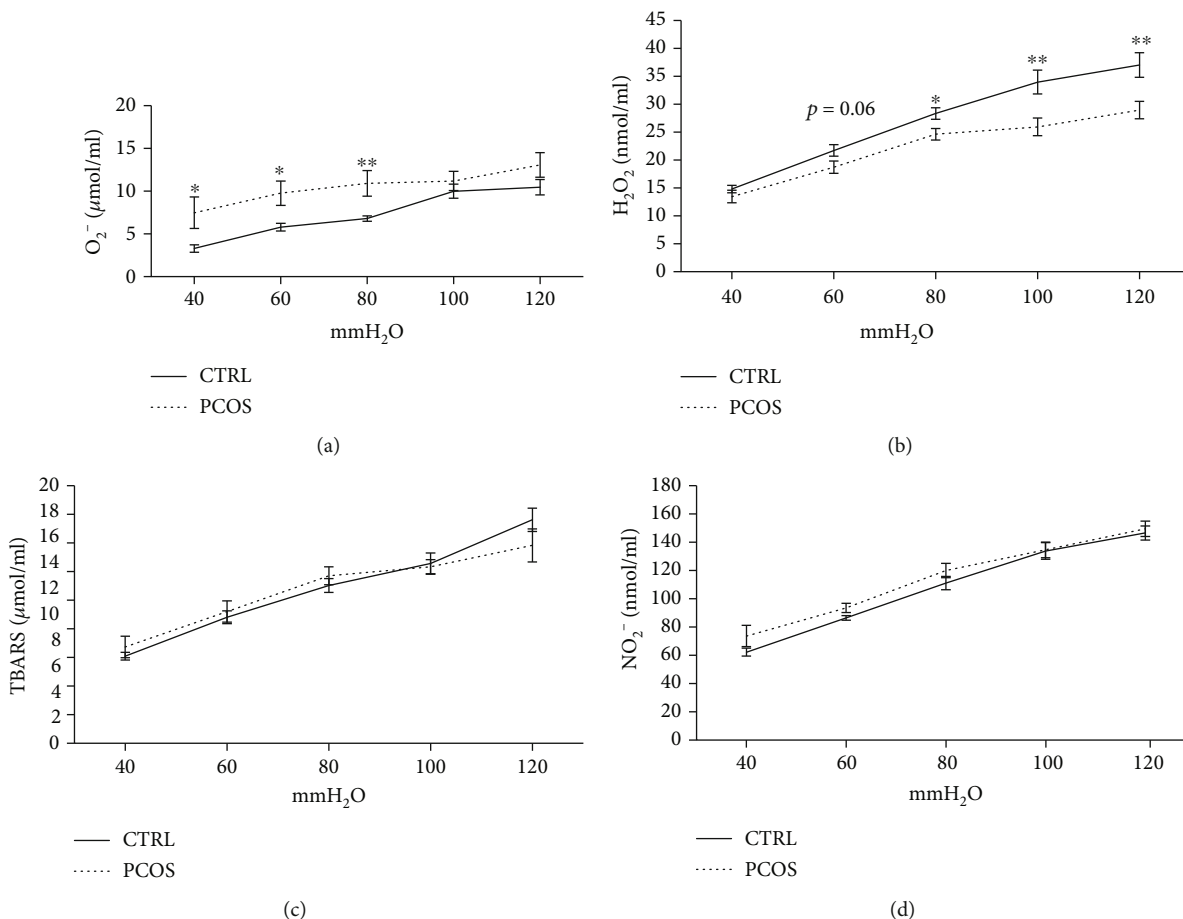 20
15
10
5
0
O₂⁻ (μmol/ml)
*
*
**
40 60 80 100 120
mmH₂O
CTRL
PCOS
(a)
45
40
35
30
25
20
15
10
5
0
H₂O₂ (nmol/ml)
p = 0.06
*
**
**
40 60 80 100 120
mmH₂O
CTRL
PCOS
(b)
20
18
16
14
12
10
8
6
4
2
0
TBARS (μmol/ml)
40 60 80 100 120
mmH₂O
CTRL
PCOS
(c)
180
160
140
120
100
80
60
40
20
0
NO₂⁻ (nmol/ml)
40 60 80 100 120
mmH₂O
CTRL
PCOS
(d)